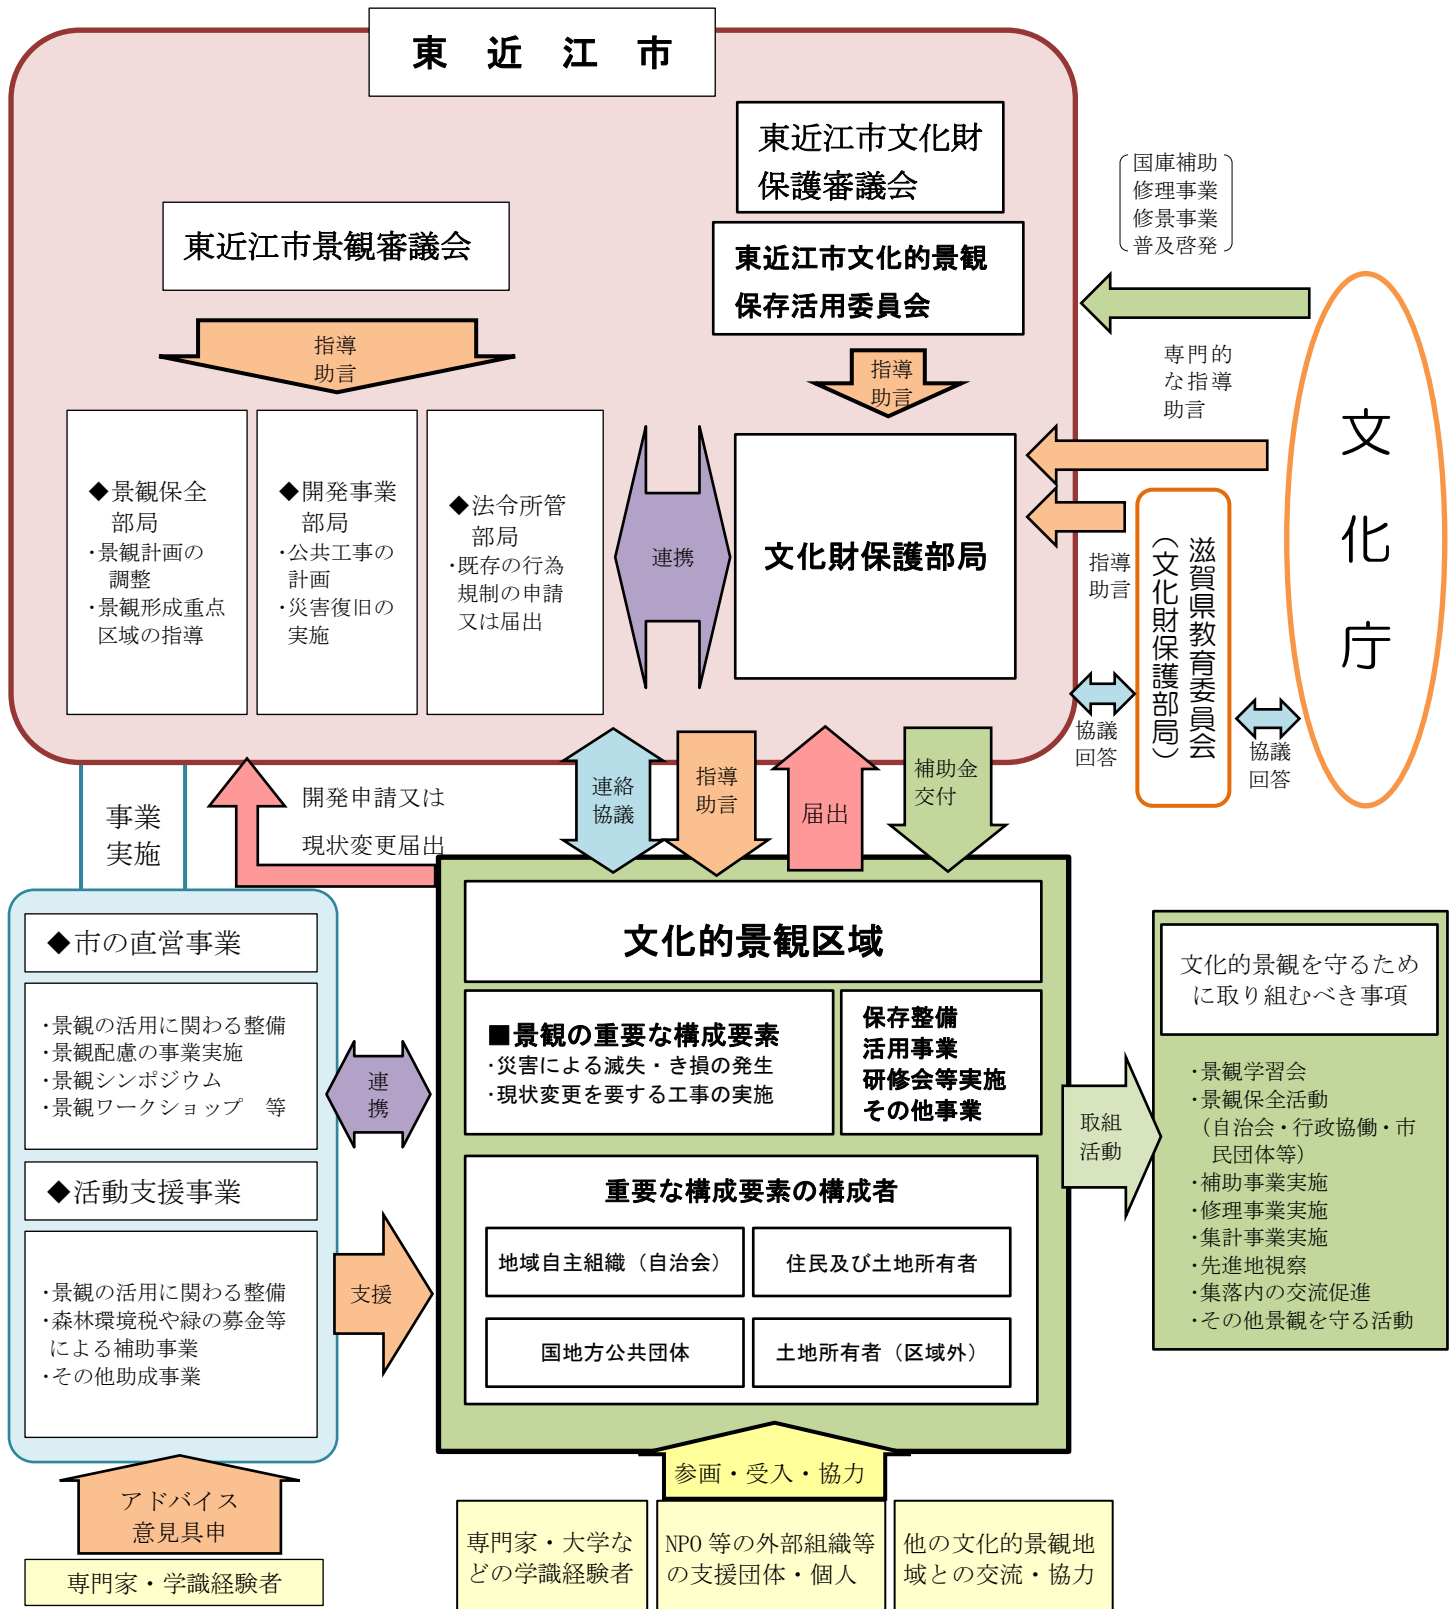 東近江市
東近江市文化財
保護審議会
東近江市景観審議会
東近江市文化的景観
保存活用委員会
国庫補助
修理事業
修景事業
普及啓発
指導
助言
指導
助言
専門的
な指導
助言
文化庁
◆景観保全
部局
・景観計画の
調整
・景観形成重点
区域の指導
◆開発事業
部局
・公共工事の
計画
・災害復旧の
実施
◆法令所管
部局
・既存の行為
規制の申請
又は届出
連携
文化財保護部局
指導
助言
滋賀県教育委員会
（文化財保護部局）
協議
回答
協議
回答
事業
実施
開発申請又は
現状変更届出
連絡
協議
指導
助言
届出
補助金
交付
◆市の直営事業
・景観の活用に関わる整備
・景観配慮の事業実施
・景観シンポジウム
・景観ワークショップ　等
◆活動支援事業
・景観の活用に関わる整備
・森林環境税や緑の募金等
による補助事業
・その他助成事業
連
携
支援
アドバイス
意見具申
専門家・学識経験者
文化的景観区域
■景観の重要な構成要素
・災害による滅失・き損の発生
・現状変更を要する工事の実施
保存整備
活用事業
研修会等実施
その他事業
重要な構成要素の構成者
地域自主組織（自治会）
住民及び土地所有者
国地方公共団体
土地所有者（区域外）
取組
活動
文化的景観を守るため
に取り組むべき事項
・景観学習会
・景観保全活動
（自治会・行政協働・市
民団体等）
・補助事業実施
・修理事業実施
・集計事業実施
・先進地視察
・集落内の交流促進
・その他景観を守る活動
参画・受入・協力
専門家・大学な
どの学識経験者
NPO 等の外部組織等
の支援団体・個人
他の文化的景観地
域との交流・協力